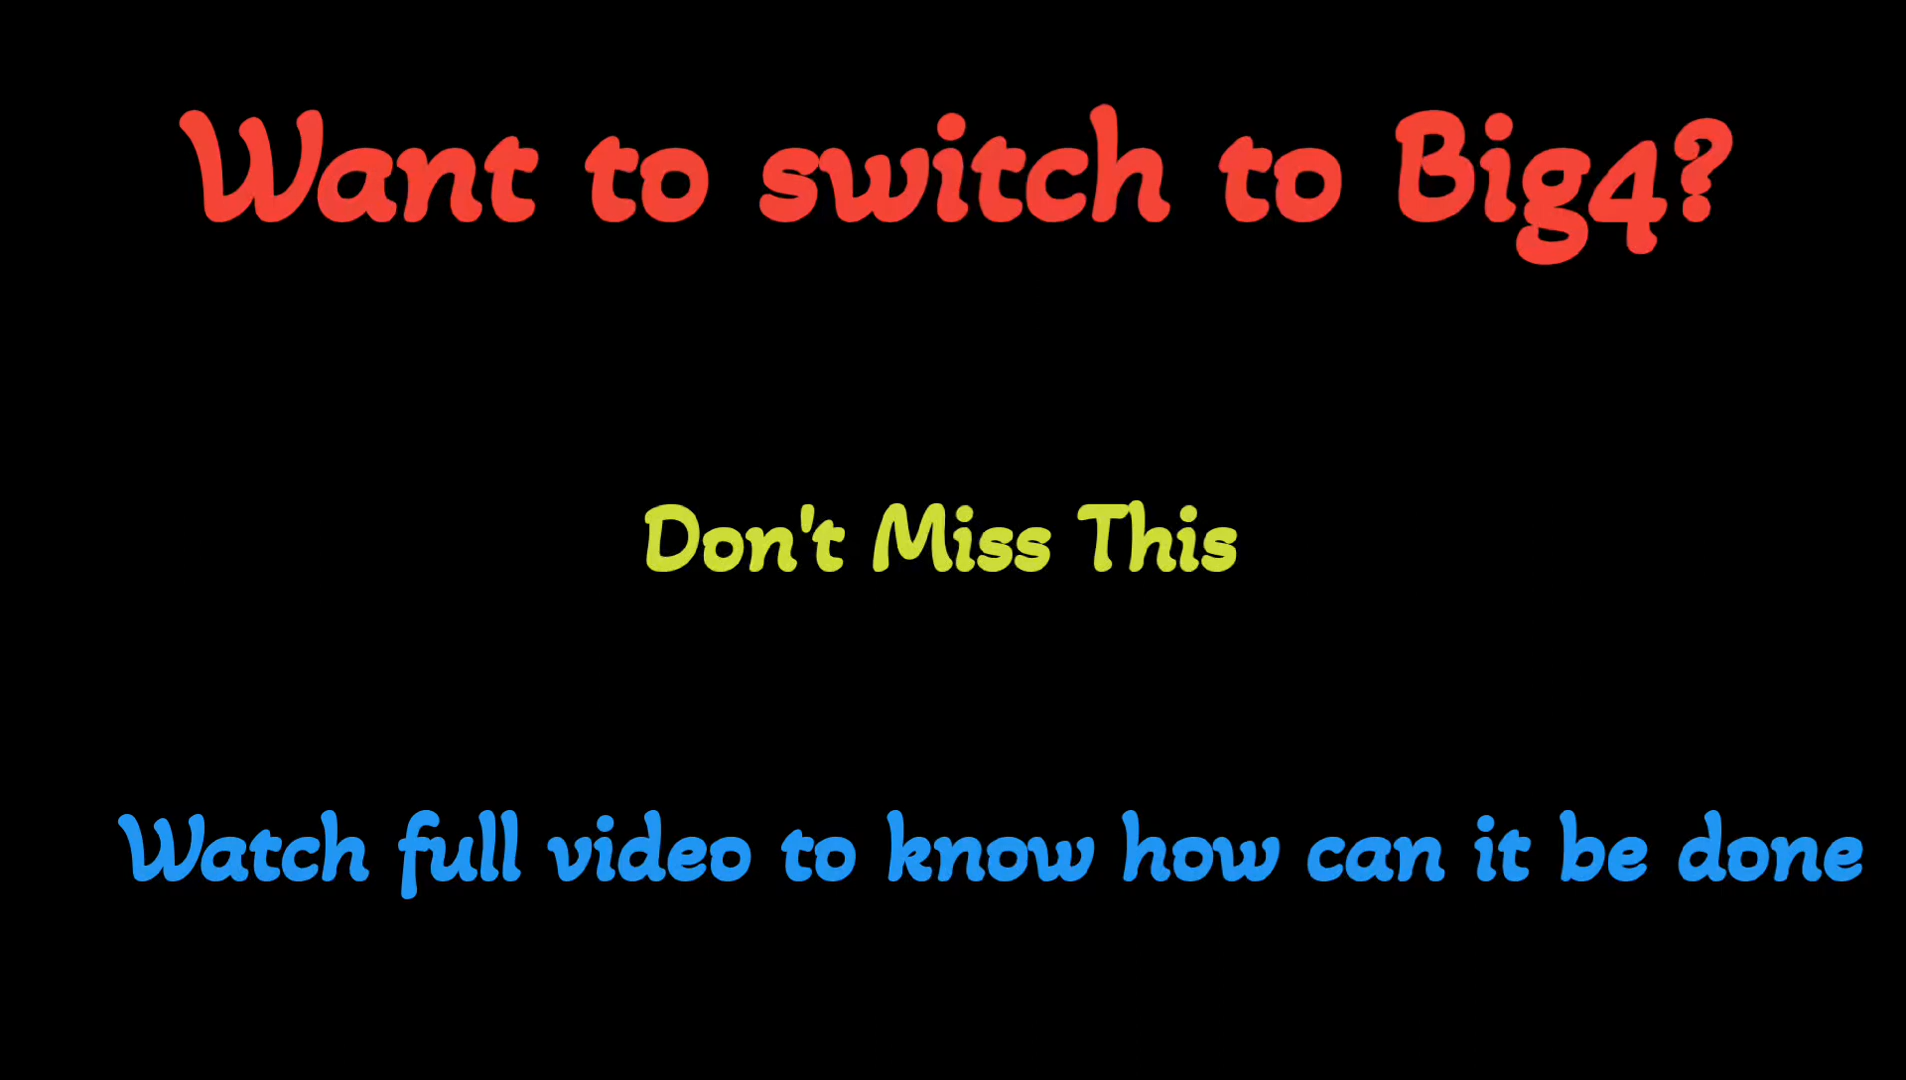 Want to switch to Big4?
Don't Miss This
Watch full video to know how can it be done